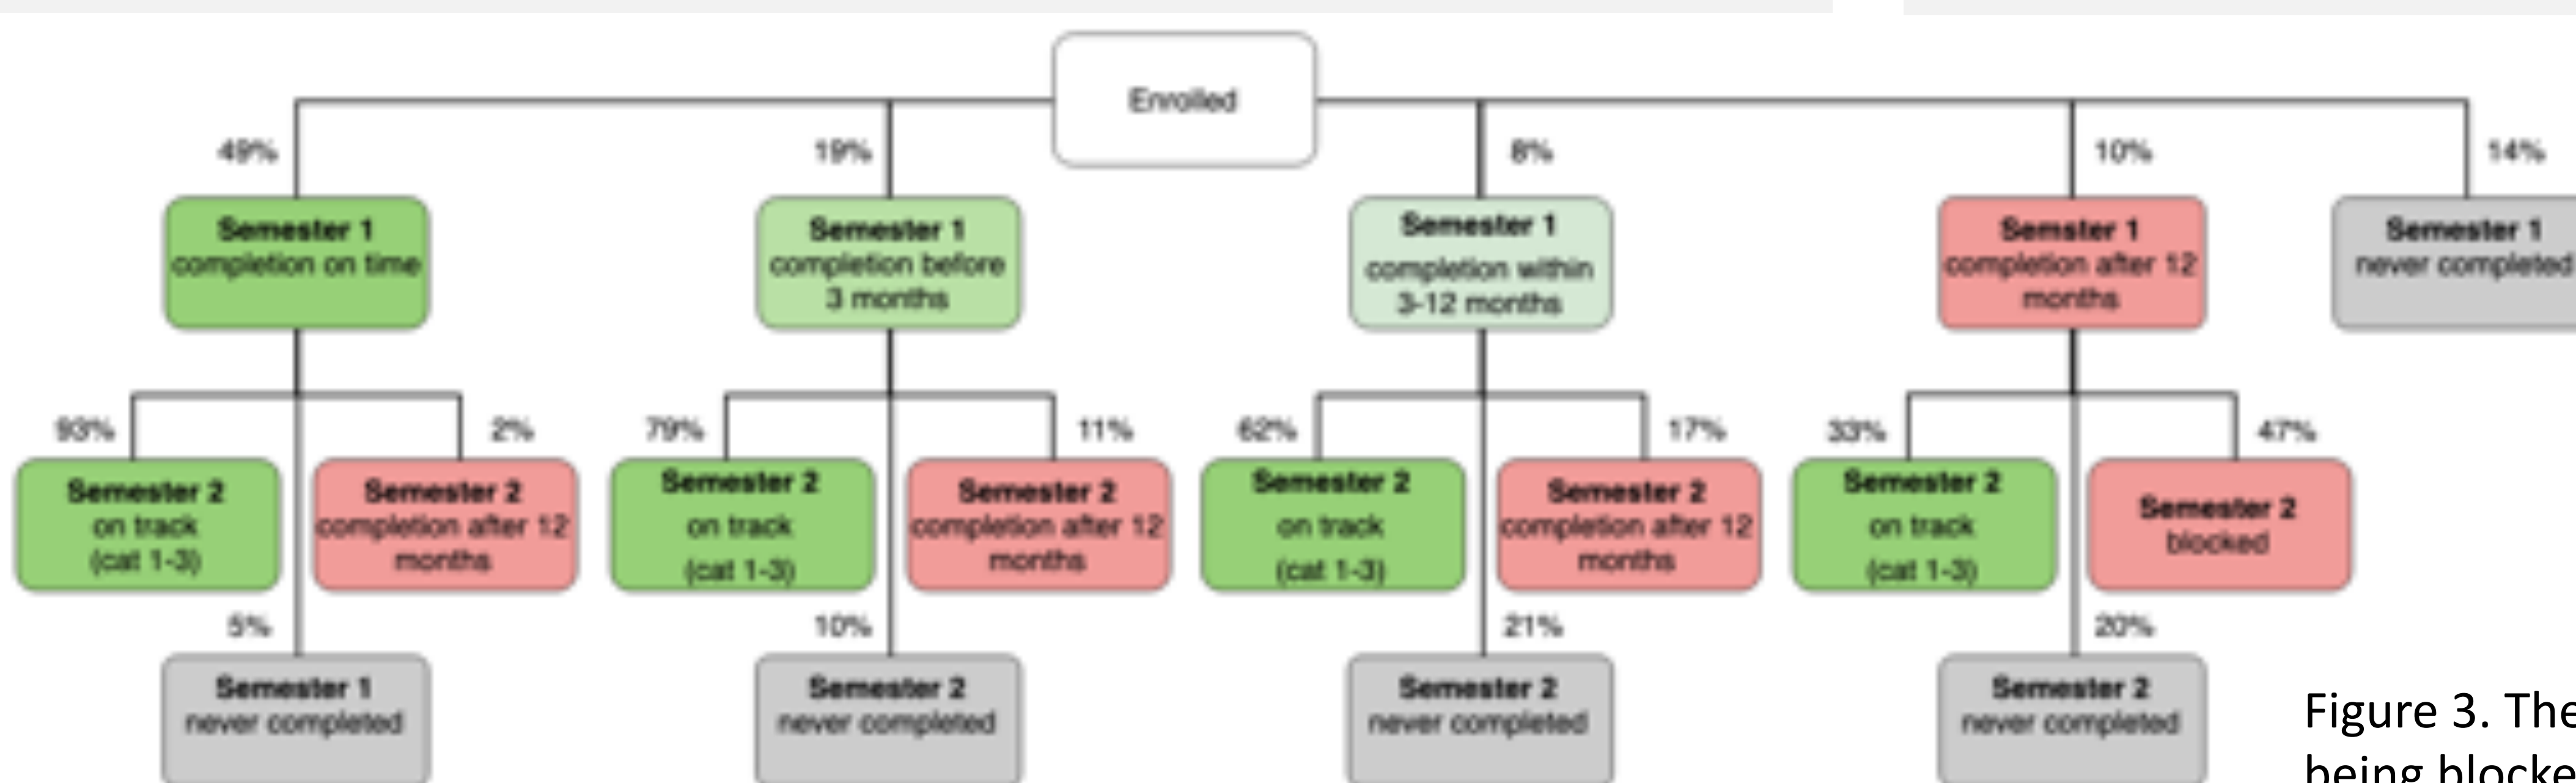 Enrolled
49%
19%
8%
10%
14%
Semester 1
completion on time
Semester 1
completion before
3 months
Semester 1
completion within
3-12 months
Semster 1
completion after 12
months
Semester 1
never completed
93%
2%
79%
11%
62%
17%
33%
47%
Semester 2
on track
(cat 1-3)
Semester 2
completion after 12
months
Semester 2
on track
(cat 1-3)
Semester 2
completion after 12
months
Semester 2
on track
(cat 1-3)
Semester 2
completion after 12
months
Semester 2
on track
(cat 1-3)
Semester 2
blocked
5%
10%
21%
20%
Semester 1
never completed
Semester 2
never completed
Semester 2
never completed
Semester 2
never completed
Figure 3. The
being blocke